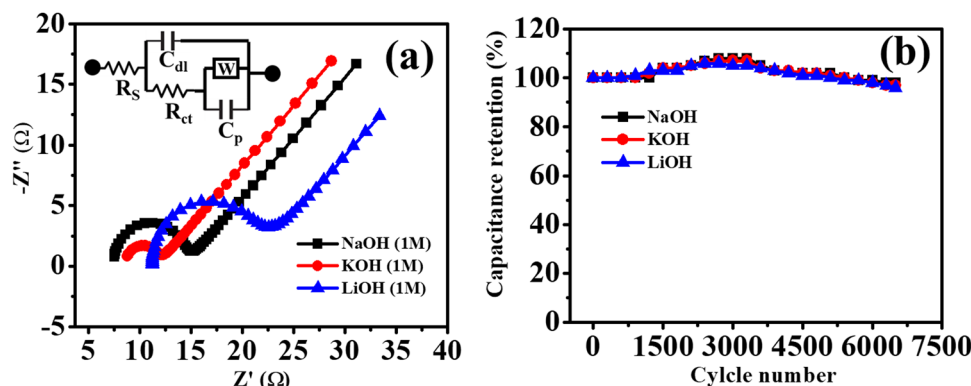 (a)
R_S
C_dl
R_ct
W
C_p
-Z'' (Ω)
20
15
10
5
0
-5
NaOH (1M)
KOH (1M)
LiOH (1M)
5 10 15 20 25 30 35 40
Z' (Ω)
(b)
Capacitance retention (%)
120
100
80
60
40
20
0
NaOH
KOH
LiOH
0 1500 3000 4500 6000 7500
Cylcle number